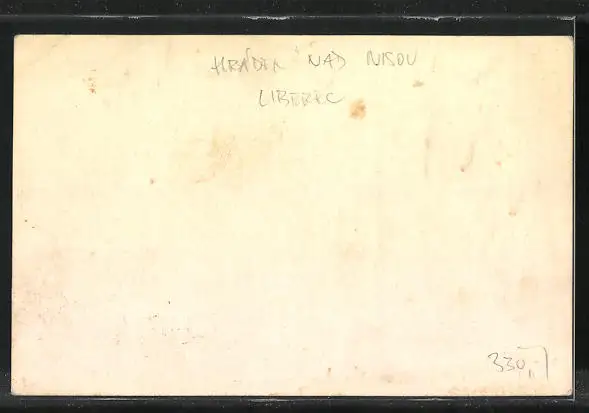 HRÁDEK NAD NISOU
LIBEREC
330,-